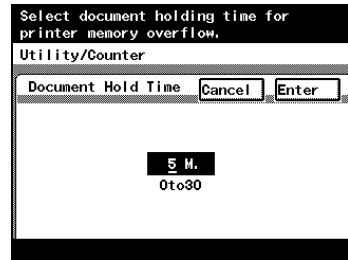 Select document holding time for
printer memory overflow.
Utility/Counter
Document Hold Time Cancel Enter
5 M.
0to30